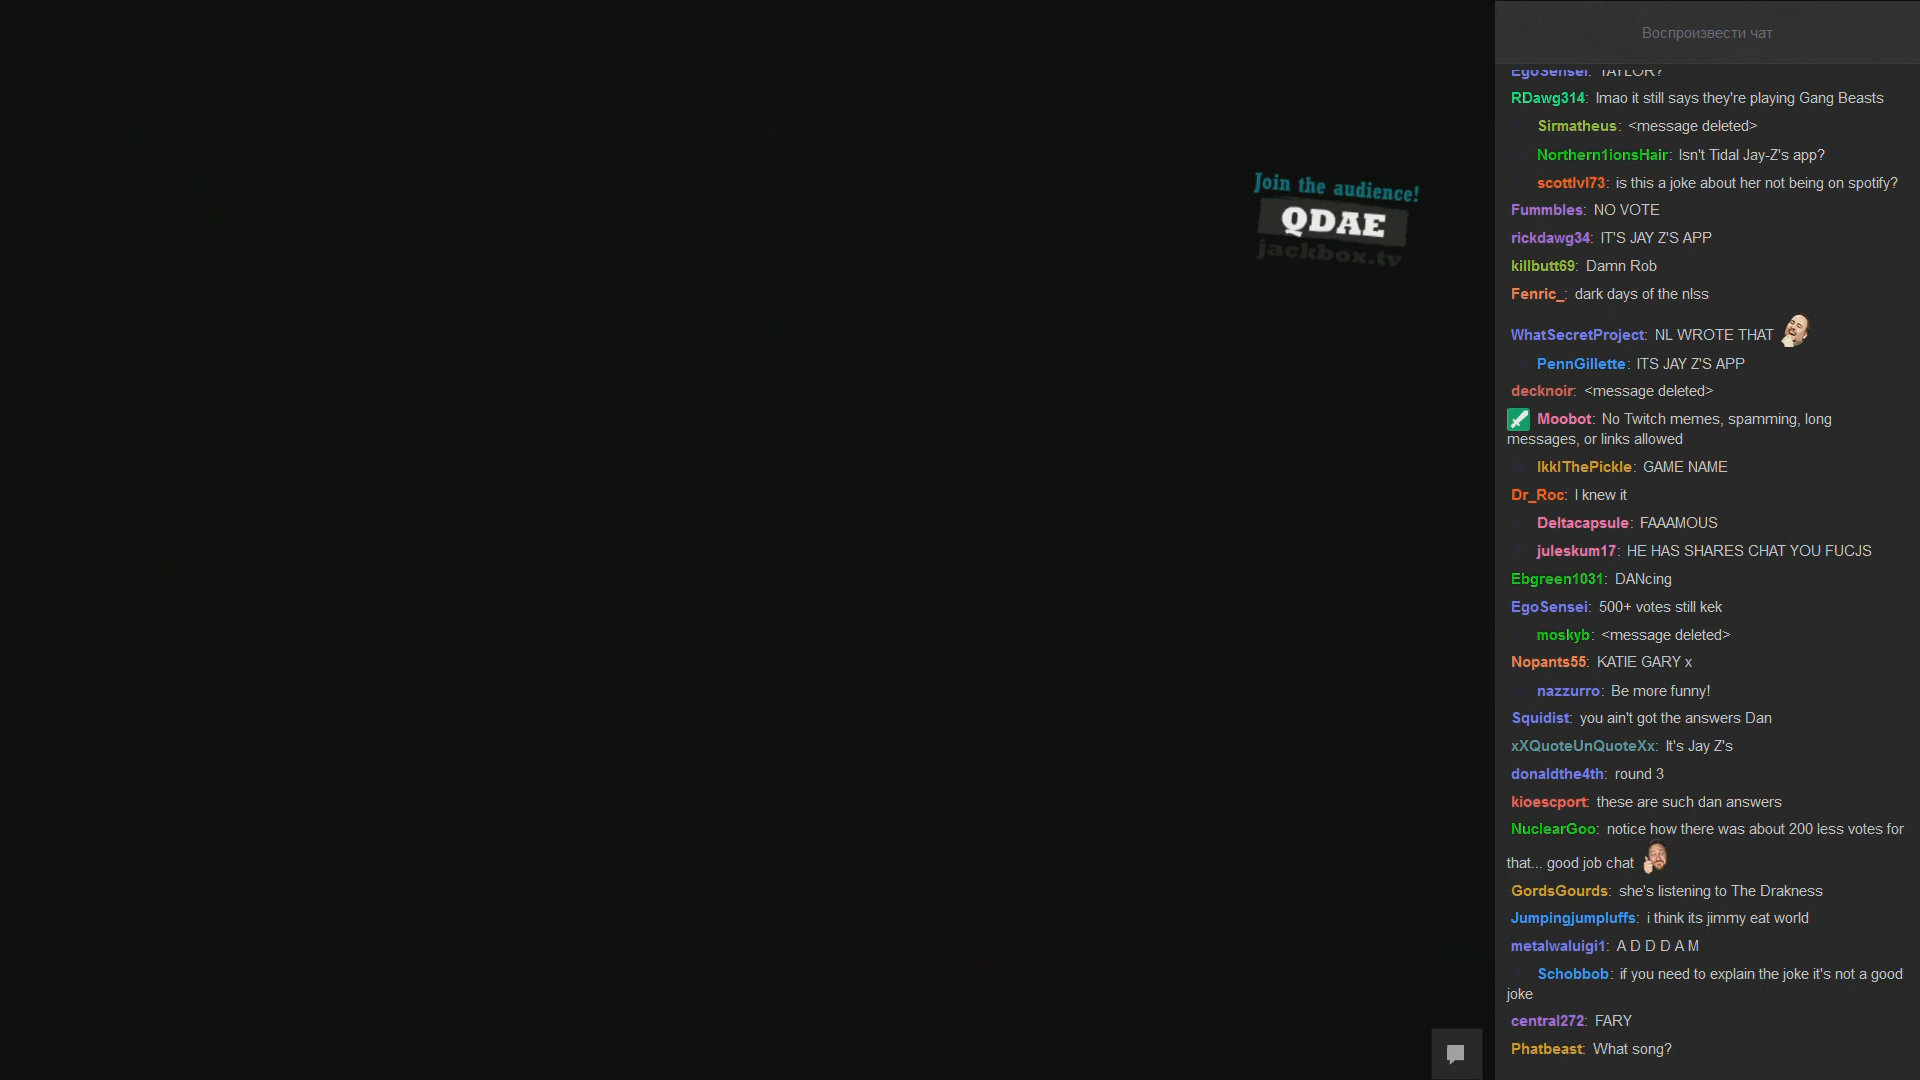 Join the audience!
QDAE
jackbox.tv
Воспроизвести чат
EgoSensei: TAYLOR?
RDawg314: lmao it still says they're playing Gang Beasts
Sirmatheus: <message deleted>
Northern1ionsHair: Isn't Tidal Jay-Z's app?
scottlvl73: is this a joke about her not being on spotify?
Fummbles: NO VOTE
rickdawg34: IT'S JAY Z'S APP
killbutt69: Damn Rob
Fenric_: dark days of the nlss
WhatSecretProject: NL WROTE THAT
PennGillette: ITS JAY Z'S APP
decknoir: <message deleted>
Moobot: No Twitch memes, spamming, long
messages, or links allowed
IkklThePickle: GAME NAME
Dr_Roc: I knew it
Deltacapsule: FAAAMOUS
juleskum17: HE HAS SHARES CHAT YOU FUCJS
Ebgreen1031: DANcing
EgoSensei: 500+ votes still kek
moskyb: <message deleted>
Nopants55: KATIE GARY x
nazzurro: Be more funny!
Squidist: you ain't got the answers Dan
xXQuoteUnQuoteXx: It's Jay Z's
donaldthe4th: round 3
kioescport: these are such dan answers
NuclearGoo: notice how there was about 200 less votes for
that... good job chat
GordsGourds: she's listening to The Drakness
Jumpingjumpluffs: i think its jimmy eat world
metalwaluigi1: A D D D A M
Schobbob: if you need to explain the joke it's not a good
joke
central272: FARY
Phatbeast: What song?